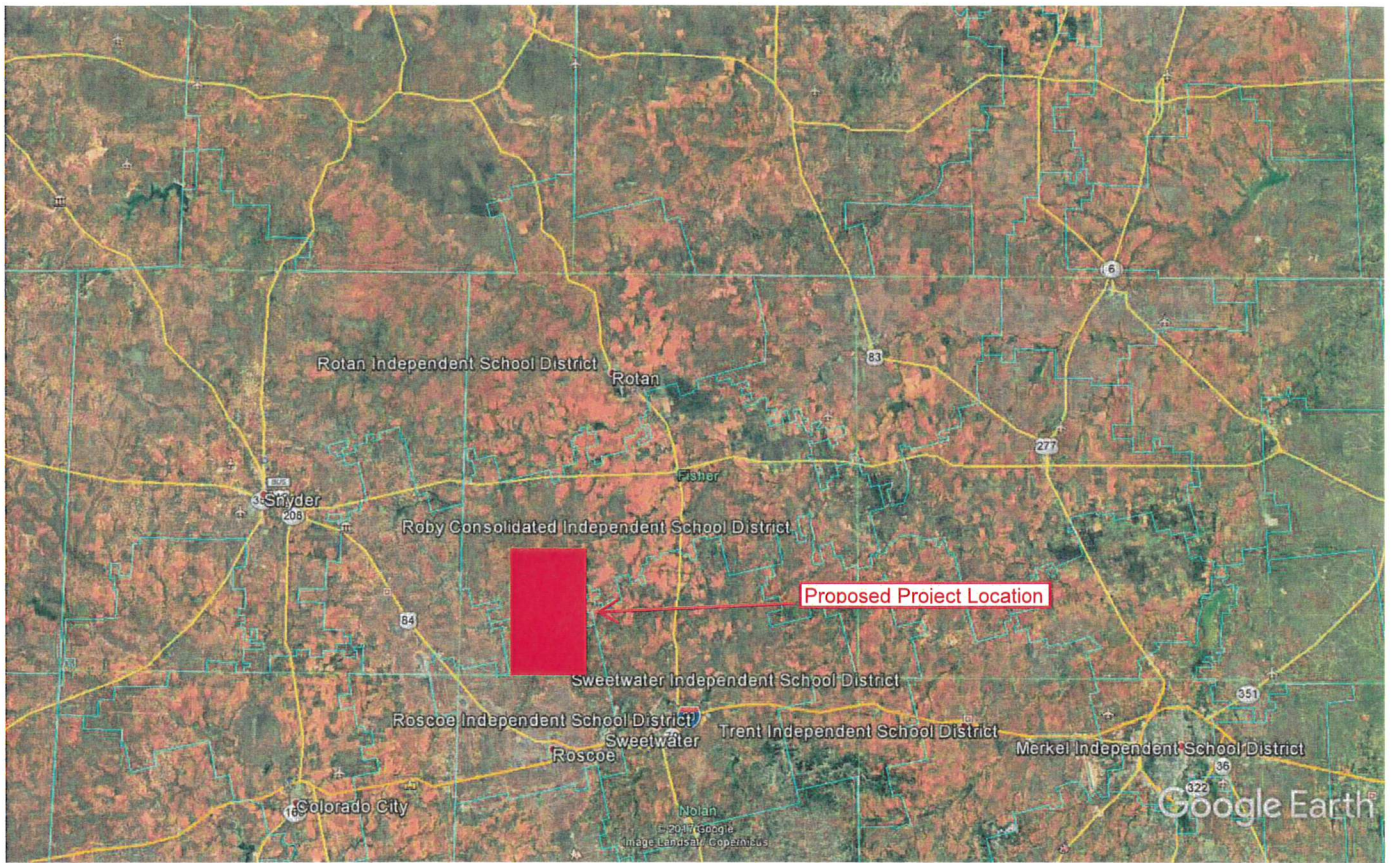 6
83
Rotan Independent School District
Rotan
277
Fisher
BUS
Snyder
208
Roby Consolidated Independent School District
Proposed Project Location
84
Sweetwater Independent School District
351
Roscoe Independent School District
Trent Independent School District
Sweetwater
Merkel Independent School District
Roscoe
36
322
Colorado City
Nolan
Google Earth
© 2017 Google
Image Landsat / Copernicus